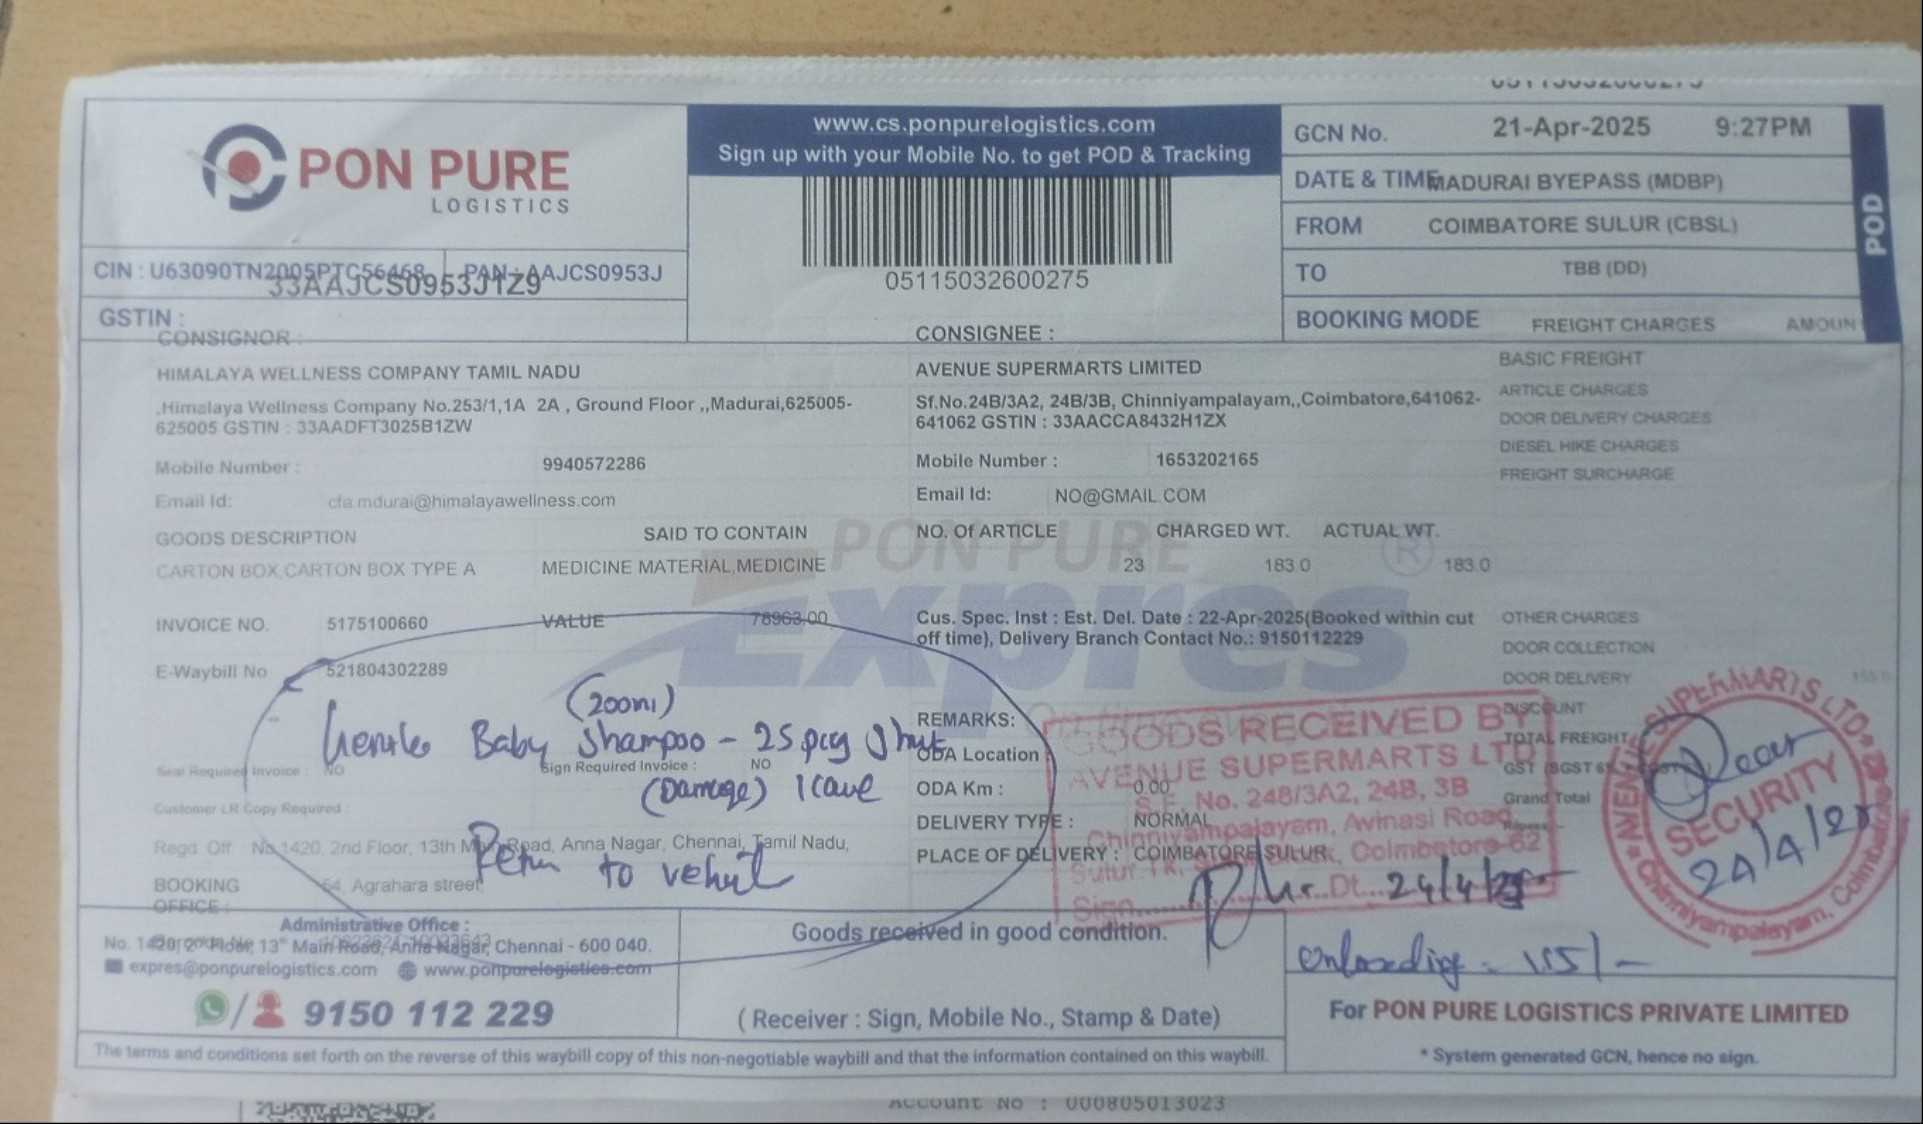 PON PURE
LOGISTICS
www.cs.ponpurelogistics.com
Sign up with your Mobile No. to get POD & Tracking
05115032600275
GCN No. 21-Apr-2025 9:27PM
DATE & TIME MADURAI BYEPASS (MDBP)
FROM COIMBATORE SULUR (CBSL)
TO TBB (DD)
BOOKING MODE FREIGHT CHARGES AMOUN
POD
CIN : U63090TN2005PTC56468 PAN : AAJCS0953J
33AAJCS0953J1Z9
GSTIN :
CONSIGNOR :
HIMALAYA WELLNESS COMPANY TAMIL NADU
,Himalaya Wellness Company No.253/1,1A 2A , Ground Floor ,,Madurai,625005-
625005 GSTIN : 33AADFT3025B1ZW
Mobile Number : 9940572286
Email Id: cfa.mdurai@himalayawellness.com
CONSIGNEE :
AVENUE SUPERMARTS LIMITED
Sf.No.24B/3A2, 24B/3B, Chinniyampalayam,,Coimbatore,641062-
641062 GSTIN : 33AACCA8432H1ZX
Mobile Number : 1653202165
Email Id: NO@GMAIL.COM
BASIC FREIGHT
ARTICLE CHARGES
DOOR DELIVERY CHARGES
DIESEL HIKE CHARGES
FREIGHT SURCHARGE
GOODS DESCRIPTION SAID TO CONTAIN NO. Of ARTICLE CHARGED WT. ACTUAL WT.
CARTON BOX,CARTON BOX TYPE A MEDICINE MATERIAL,MEDICINE 23 183.0 183.0
PON PURE
Expres
INVOICE NO. 5175100660 VALUE 78963.00
E-Waybill No 521804302289
Cus. Spec. Inst : Est. Del. Date : 22-Apr-2025(Booked within cut
off time), Delivery Branch Contact No.: 9150112229
OTHER CHARGES
DOOR COLLECTION
DOOR DELIVERY
DISCOUNT
TOTAL FREIGHT
Grand Total
(200ml)
Baby Shampoo - 25 pcs
(Damage) 1 case
to
Seal Required Invoice : NO Sign Required Invoice : NO
Customer LR Copy Required :
Regd. Off : No.1420, 2nd Floor, 13th Main Road, Anna Nagar, Chennai, Tamil Nadu,
BOOKING OFFICE : 54, Agrahara street
REMARKS:
ODA Location
ODA Km : 0.00
DELIVERY TYPE : NORMAL
PLACE OF DELIVERY : COIMBATORE SULUR
GOODS RECEIVED BY
AVENUE SUPERMARTS LTD
S.F. No. 24B/3A2, 24B, 3B
Chinniyampalayam, Avinasi Road,
Coimbatore-62
Sign.......Dt... 24/4/25
AVENUE SUPERMARTS LTD.
SECURITY
24/4/25
Chinniyampalayam, Coimbatore
Administrative Office :
No. 1420, 2nd Floor, 13th Main Road, Anna Nagar, Chennai - 600 040.
expres@ponpurelogistics.com www.ponpurelogistics.com
9150 112 229
Goods received in good condition.
(Receiver : Sign, Mobile No., Stamp & Date)
Unloading - 115/-
For PON PURE LOGISTICS PRIVATE LIMITED
* System generated GCN, hence no sign.
The terms and conditions set forth on the reverse of this waybill copy of this non-negotiable waybill and that the information contained on this waybill.
Account No : 000805013023